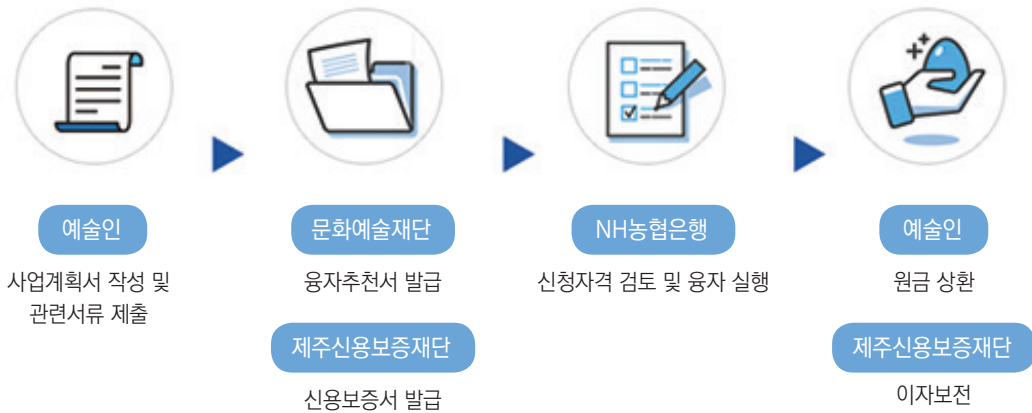 예술인
사업계획서 작성 및
관련서류 제출
문화예술재단
융자추천서 발급
제주신용보증재단
신용보증서 발급
NH농협은행
신청자격 검토 및 융자 실행
예술인
원금 상환
제주신용보증재단
이자보전